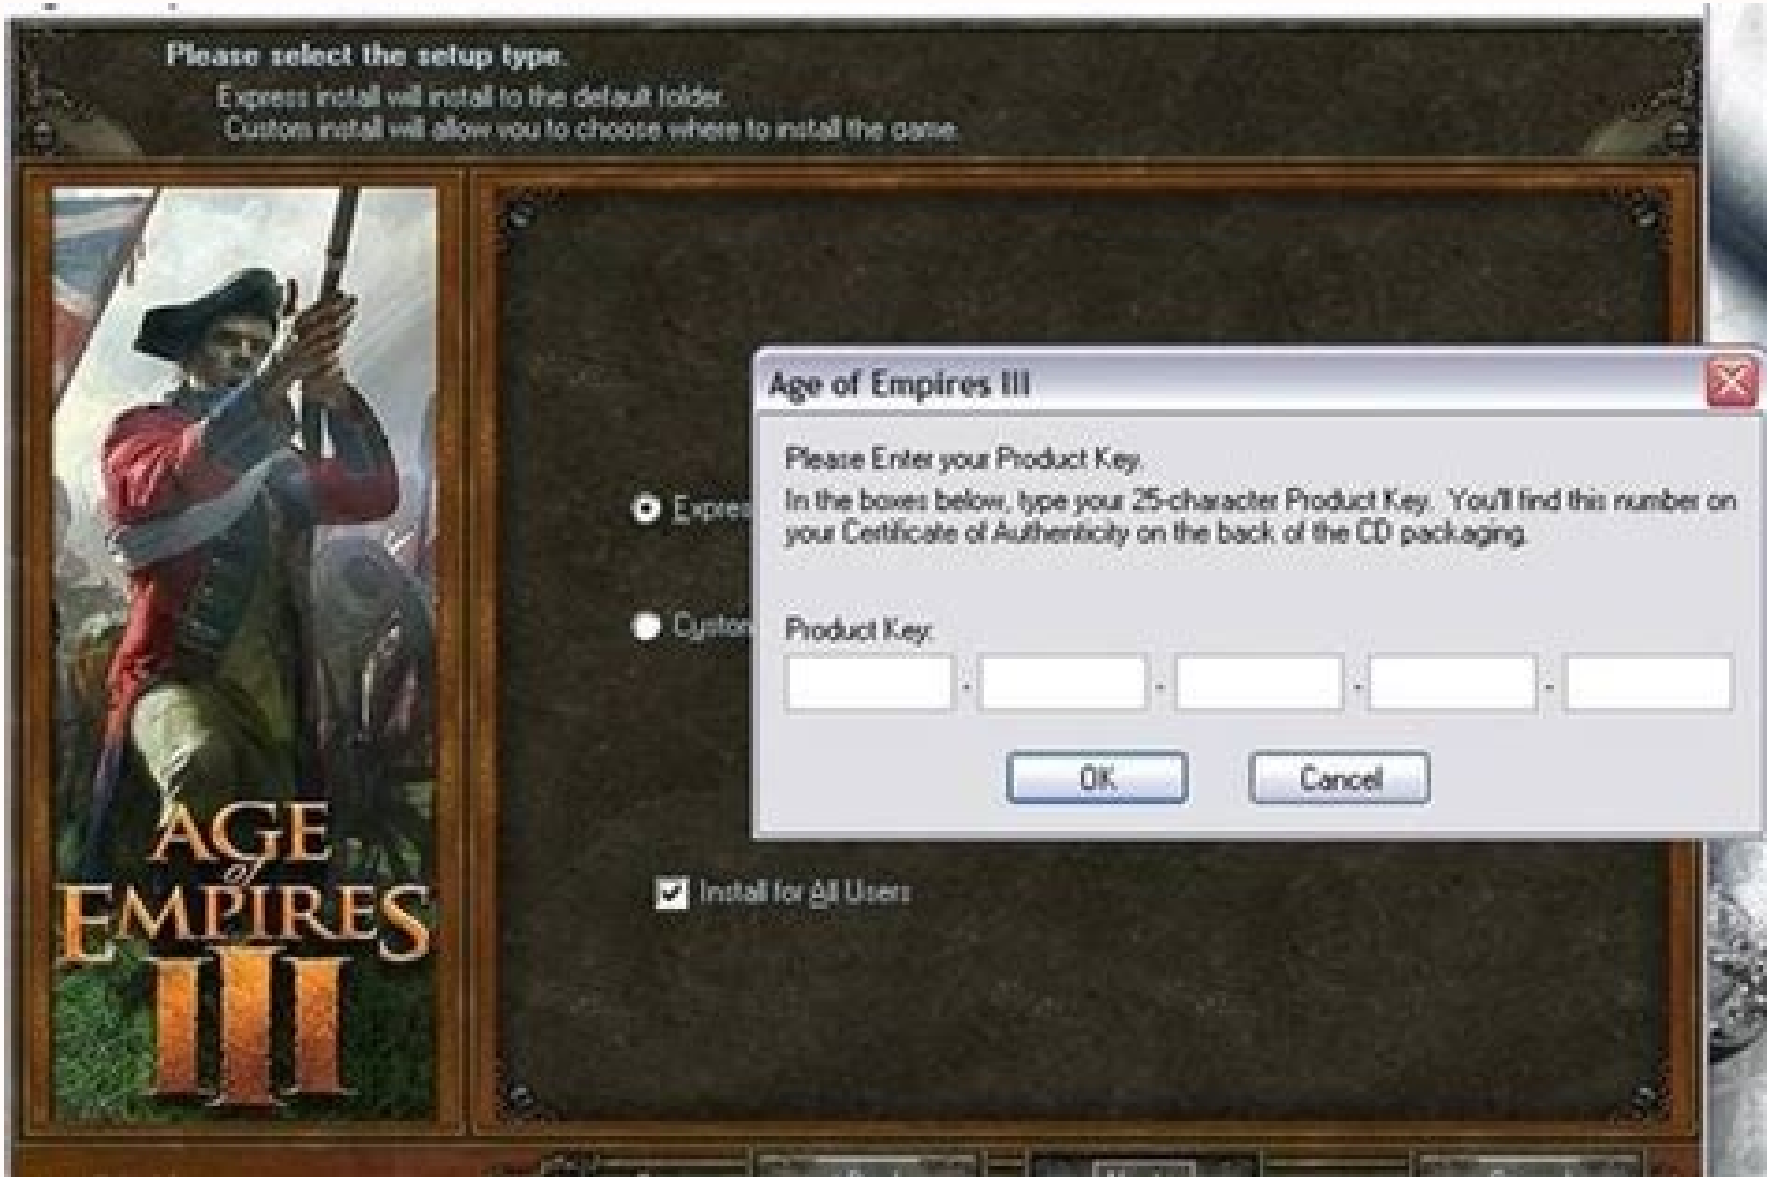 Please select the setup type.
Express install will install to the default folder.
Custom install will allow you to choose where to install the game.
Age of Empires III
Please Enter your Product Key.
In the boxes below, type your 25-character Product Key. You'll find this number on
your Certificate of Authenticity on the back of the CD packaging.
Expres
Custom
Product Key:
- - - -
OK Cancel
Install for All Users
AGE
of
EMPIRES
III